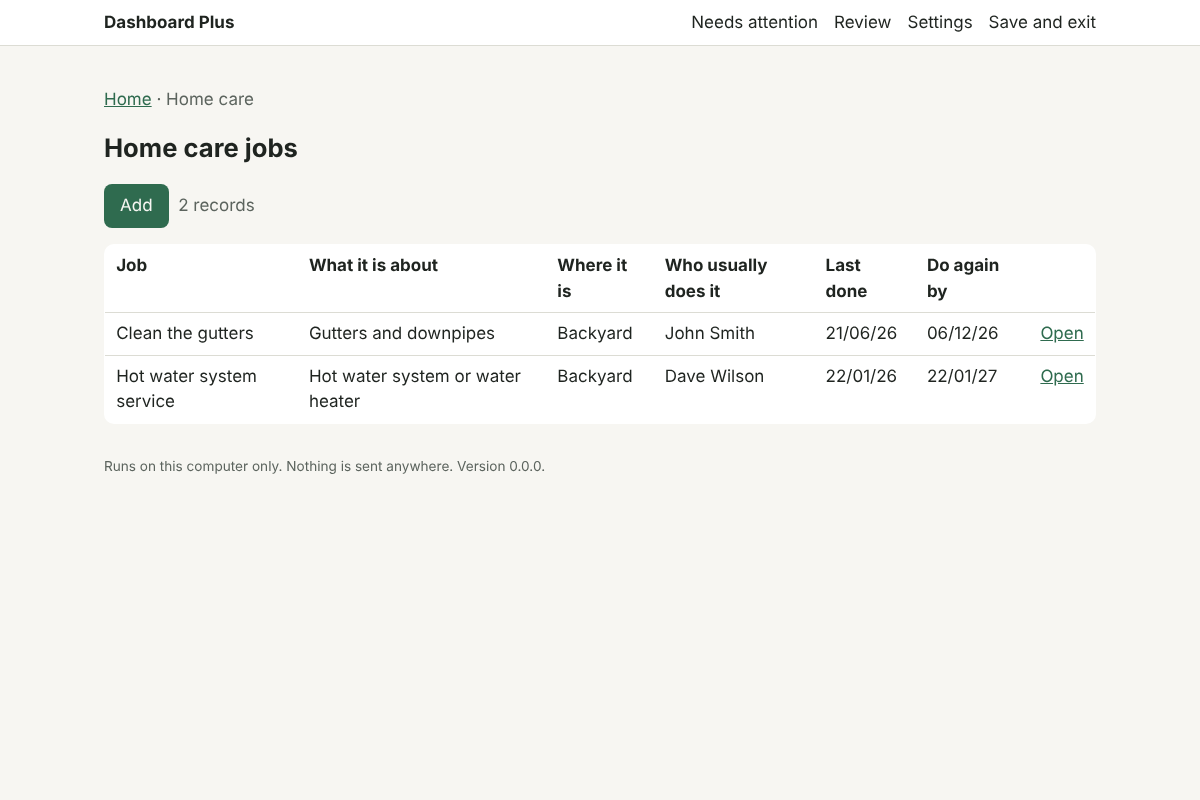 Dashboard Plus
Needs attention Review Settings Save and exit
Home · Home care
Home care jobs
Add 2 records
Job What it is about Where it is Who usually does it Last done Do again by
Clean the gutters Gutters and downpipes Backyard John Smith 21/06/26 06/12/26 Open
Hot water system service Hot water system or water heater Backyard Dave Wilson 22/01/26 22/01/27 Open
Runs on this computer only. Nothing is sent anywhere. Version 0.0.0.